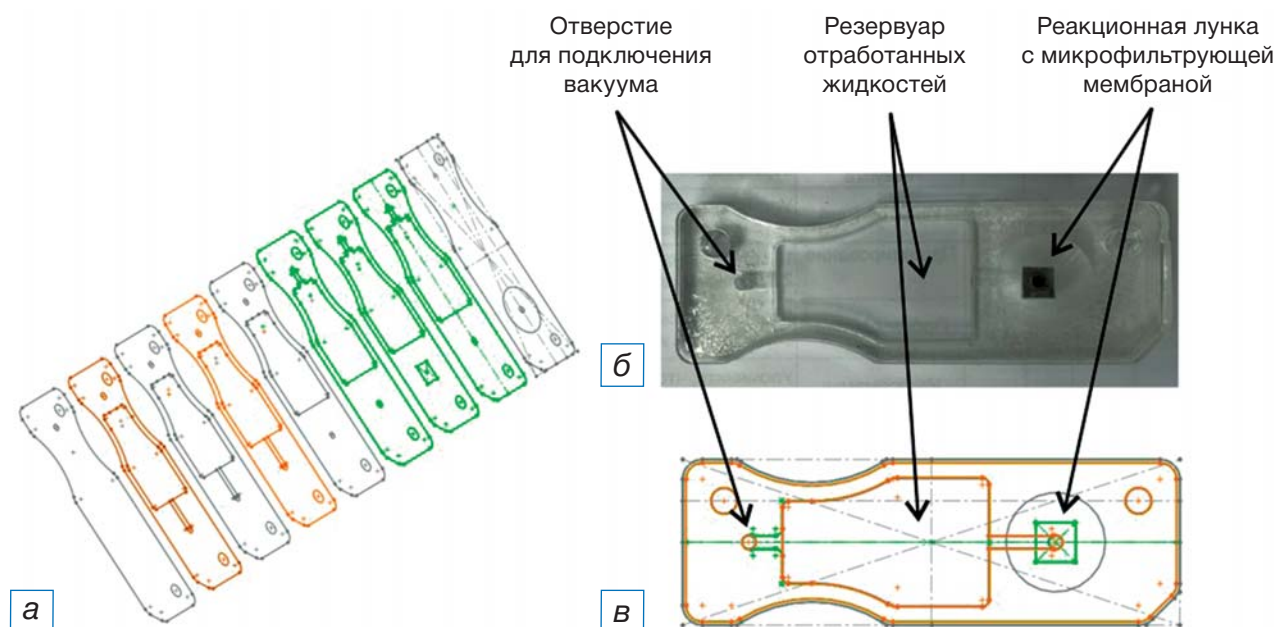 Отверстие
для подключения
вакуума
Резервуар
отработанных
жидкостей
Реакционная лунка
с микрофильтрующей
мембраной
а
б
в